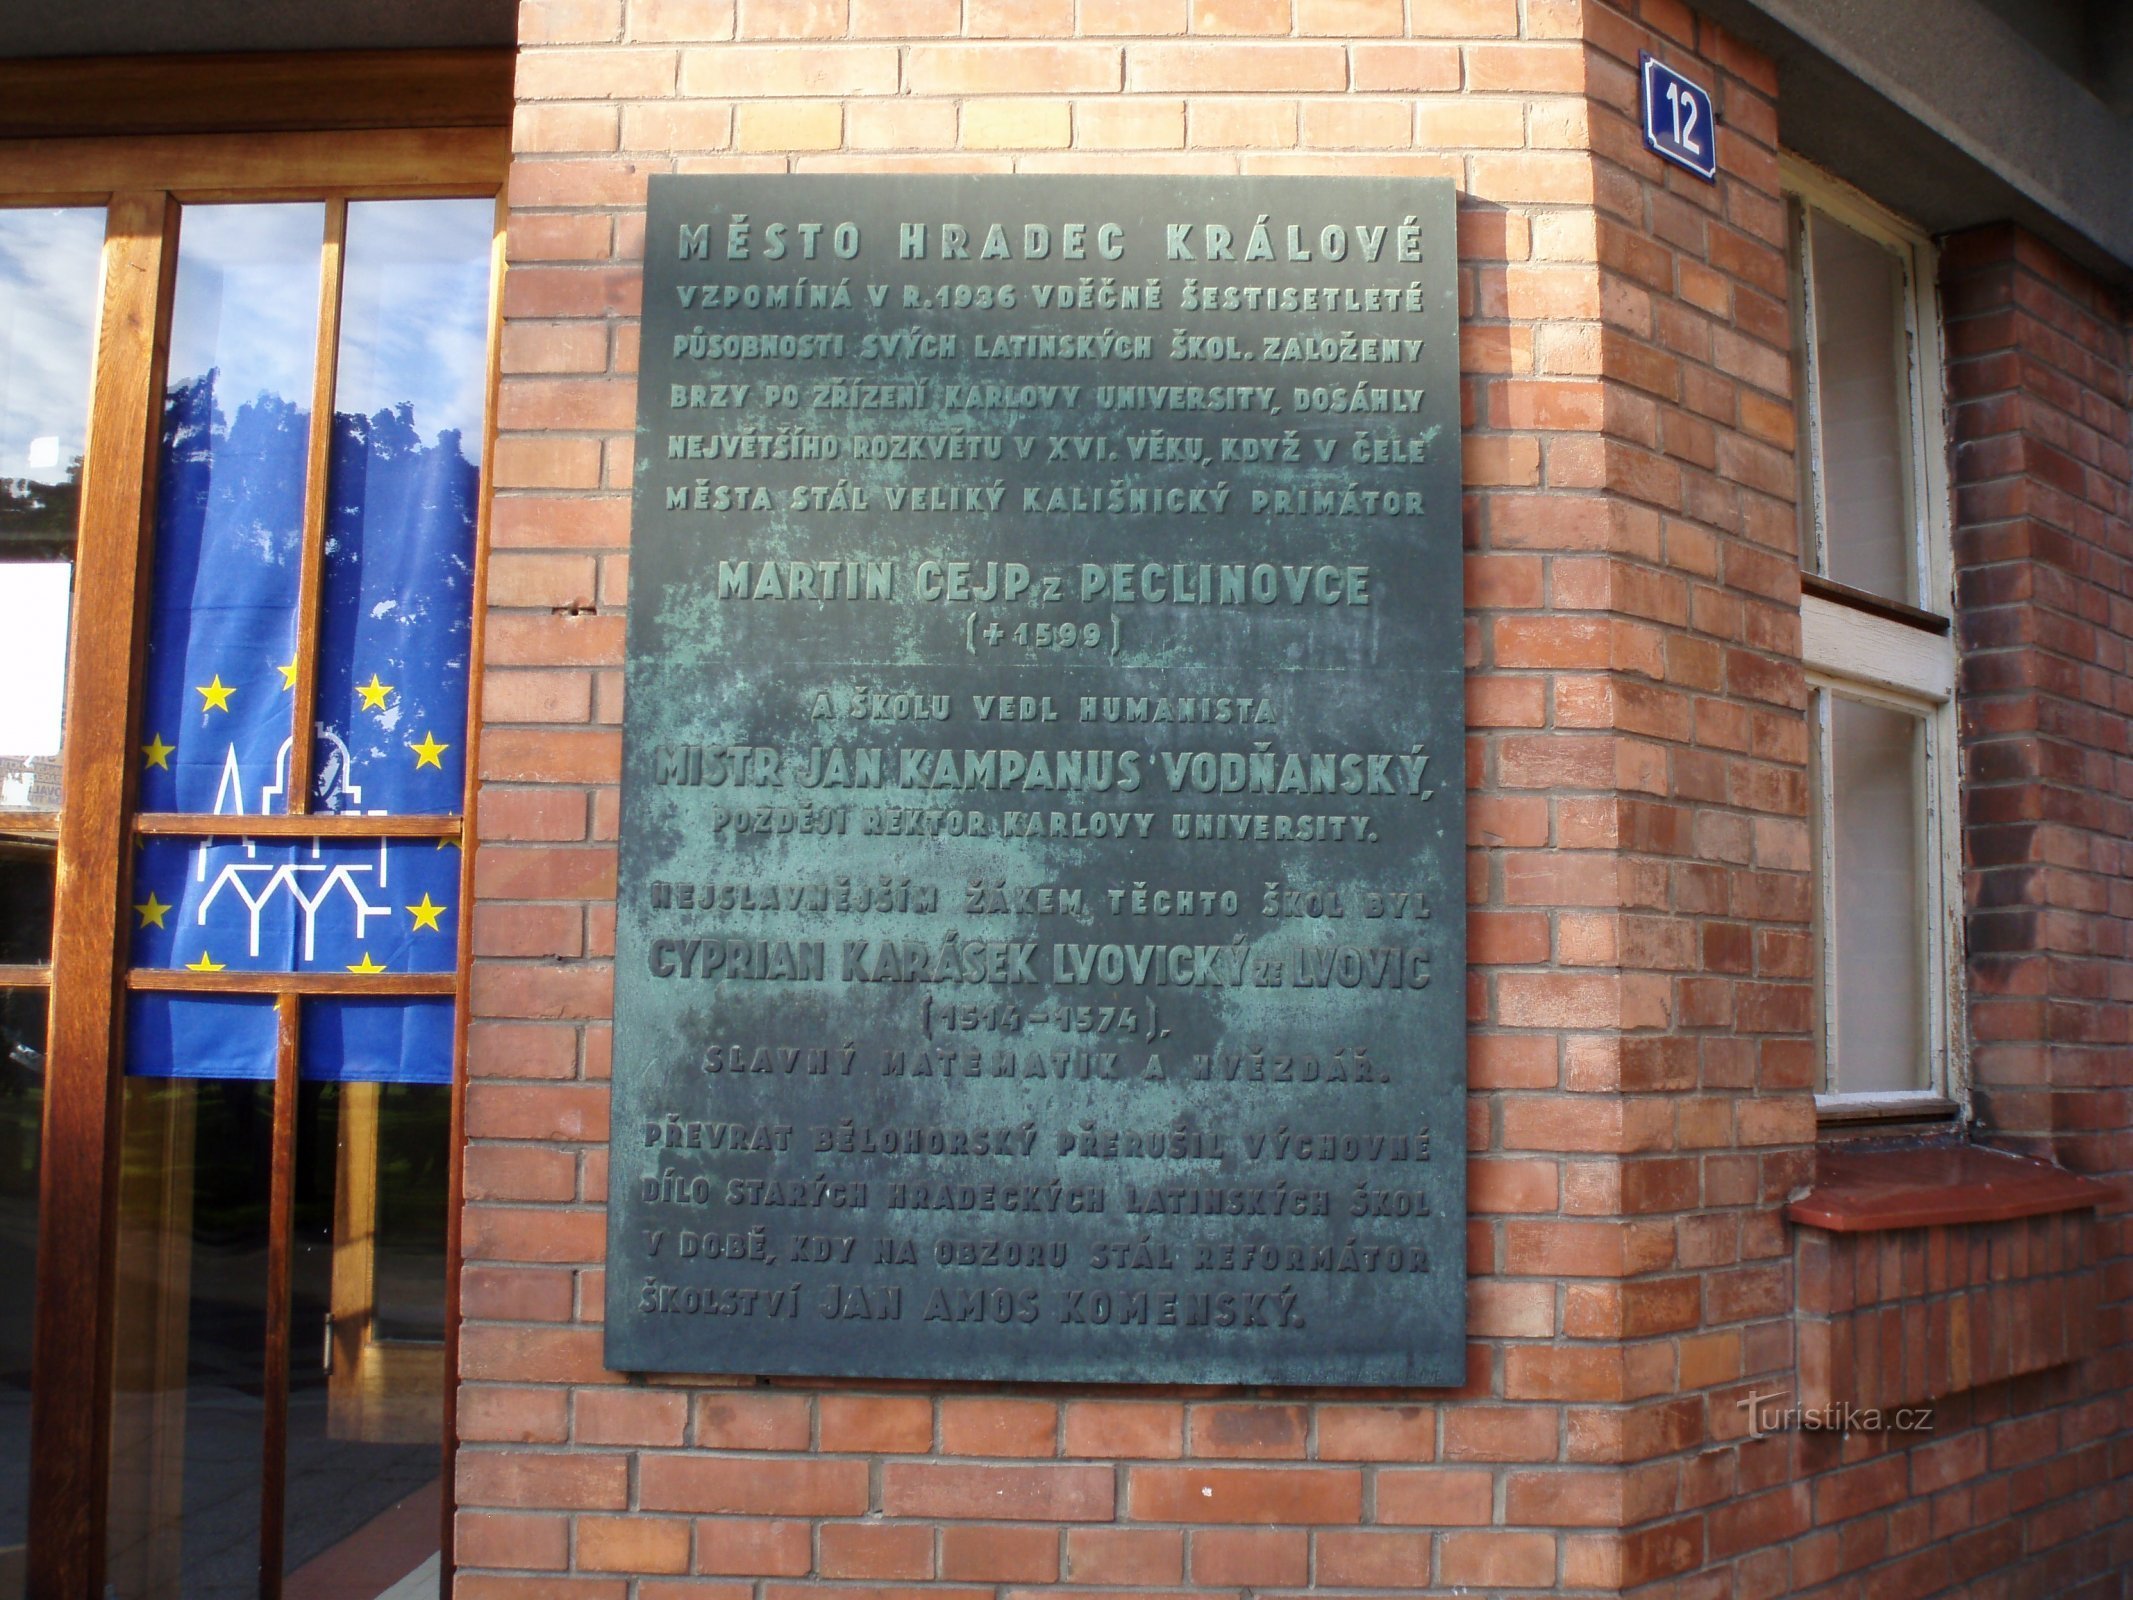 12
MĚSTO HRADEC KRÁLOVÉ
VZPOMÍNÁ V R.1936 VDĚČNĚ ŠESTISETLETÉ
PŮSOBNOSTI SVÝCH LATINSKÝCH ŠKOL. ZALOŽENY
BRZY PO ZŘÍZENÍ KARLOVY UNIVERSITY, DOSÁHLY
NEJVĚTŠÍHO ROZKVĚTU V XVI. VĚKU, KDYŽ V ČELE
MĚSTA STÁL VELIKÝ KALIŠNICKÝ PRIMÁTOR
MARTIN CEJP z PECLINOVCE
(+1599)
A ŠKOLU VEDL HUMANISTA
MISTR JAN KAMPANUS VODŇANSKÝ,
POZDĚJI REKTOR KARLOVY UNIVERSITY.
NEJSLAVNĚJŠÍM ŽÁKEM TĚCHTO ŠKOL BYL
CYPRIAN KARÁSEK LVOVICKÝ ZE LVOVIC
(1514-1574),
SLAVNÝ MATEMATIK A HVĚZDÁŘ.
PŘEVRAT BĚLOHORSKÝ PŘERUŠIL VÝCHOVNÉ
DÍLO STARÝCH HRADECKÝCH LATINSKÝCH ŠKOL
V DOBĚ, KDY NA OBZORU STÁL REFORMÁTOR
ŠKOLSTVÍ JAN AMOS KOMENSKÝ.
Turistika.cz